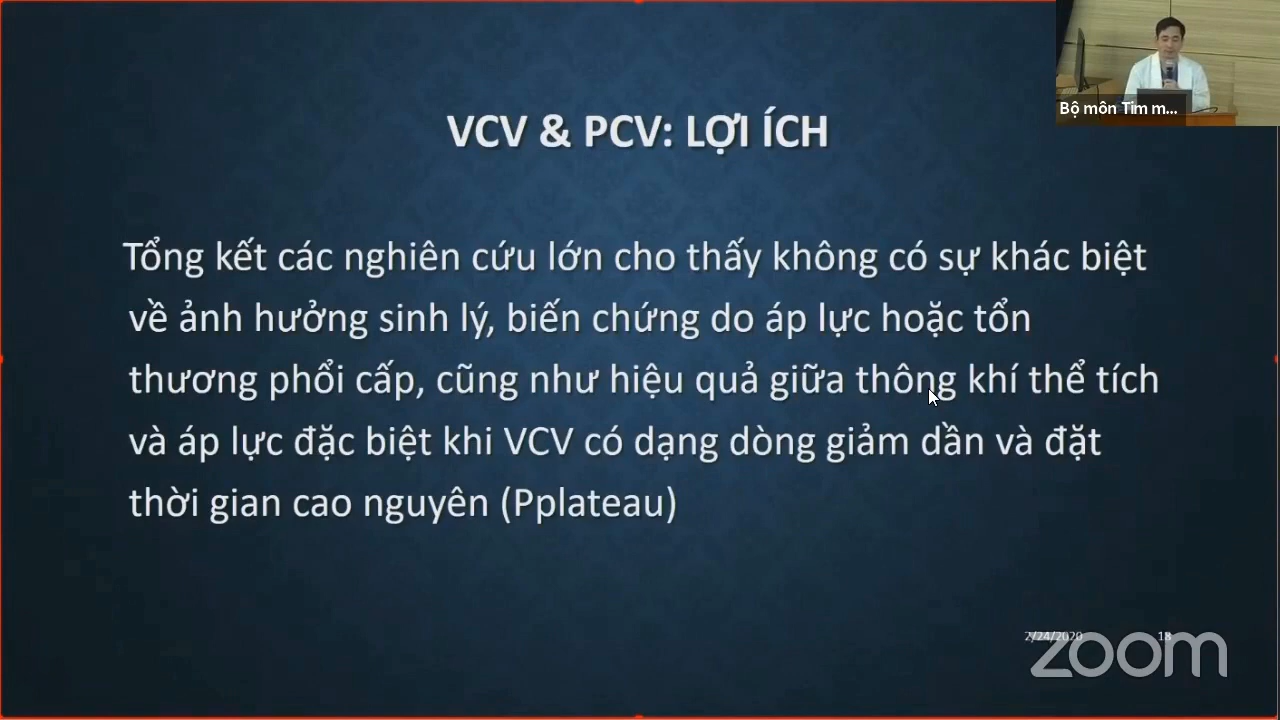 Bộ môn Tim m...
VCV & PCV: LỢI ÍCH
Tổng kết các nghiên cứu lớn cho thấy không có sự khác biệt
về ảnh hưởng sinh lý, biến chứng do áp lực hoặc tổn
thương phổi cấp, cũng như hiệu quả giữa thông khí thể tích
và áp lực đặc biệt khi VCV có dạng dòng giảm dần và đặt
thời gian cao nguyên (Pplateau)
2/24/2020 18
zoom